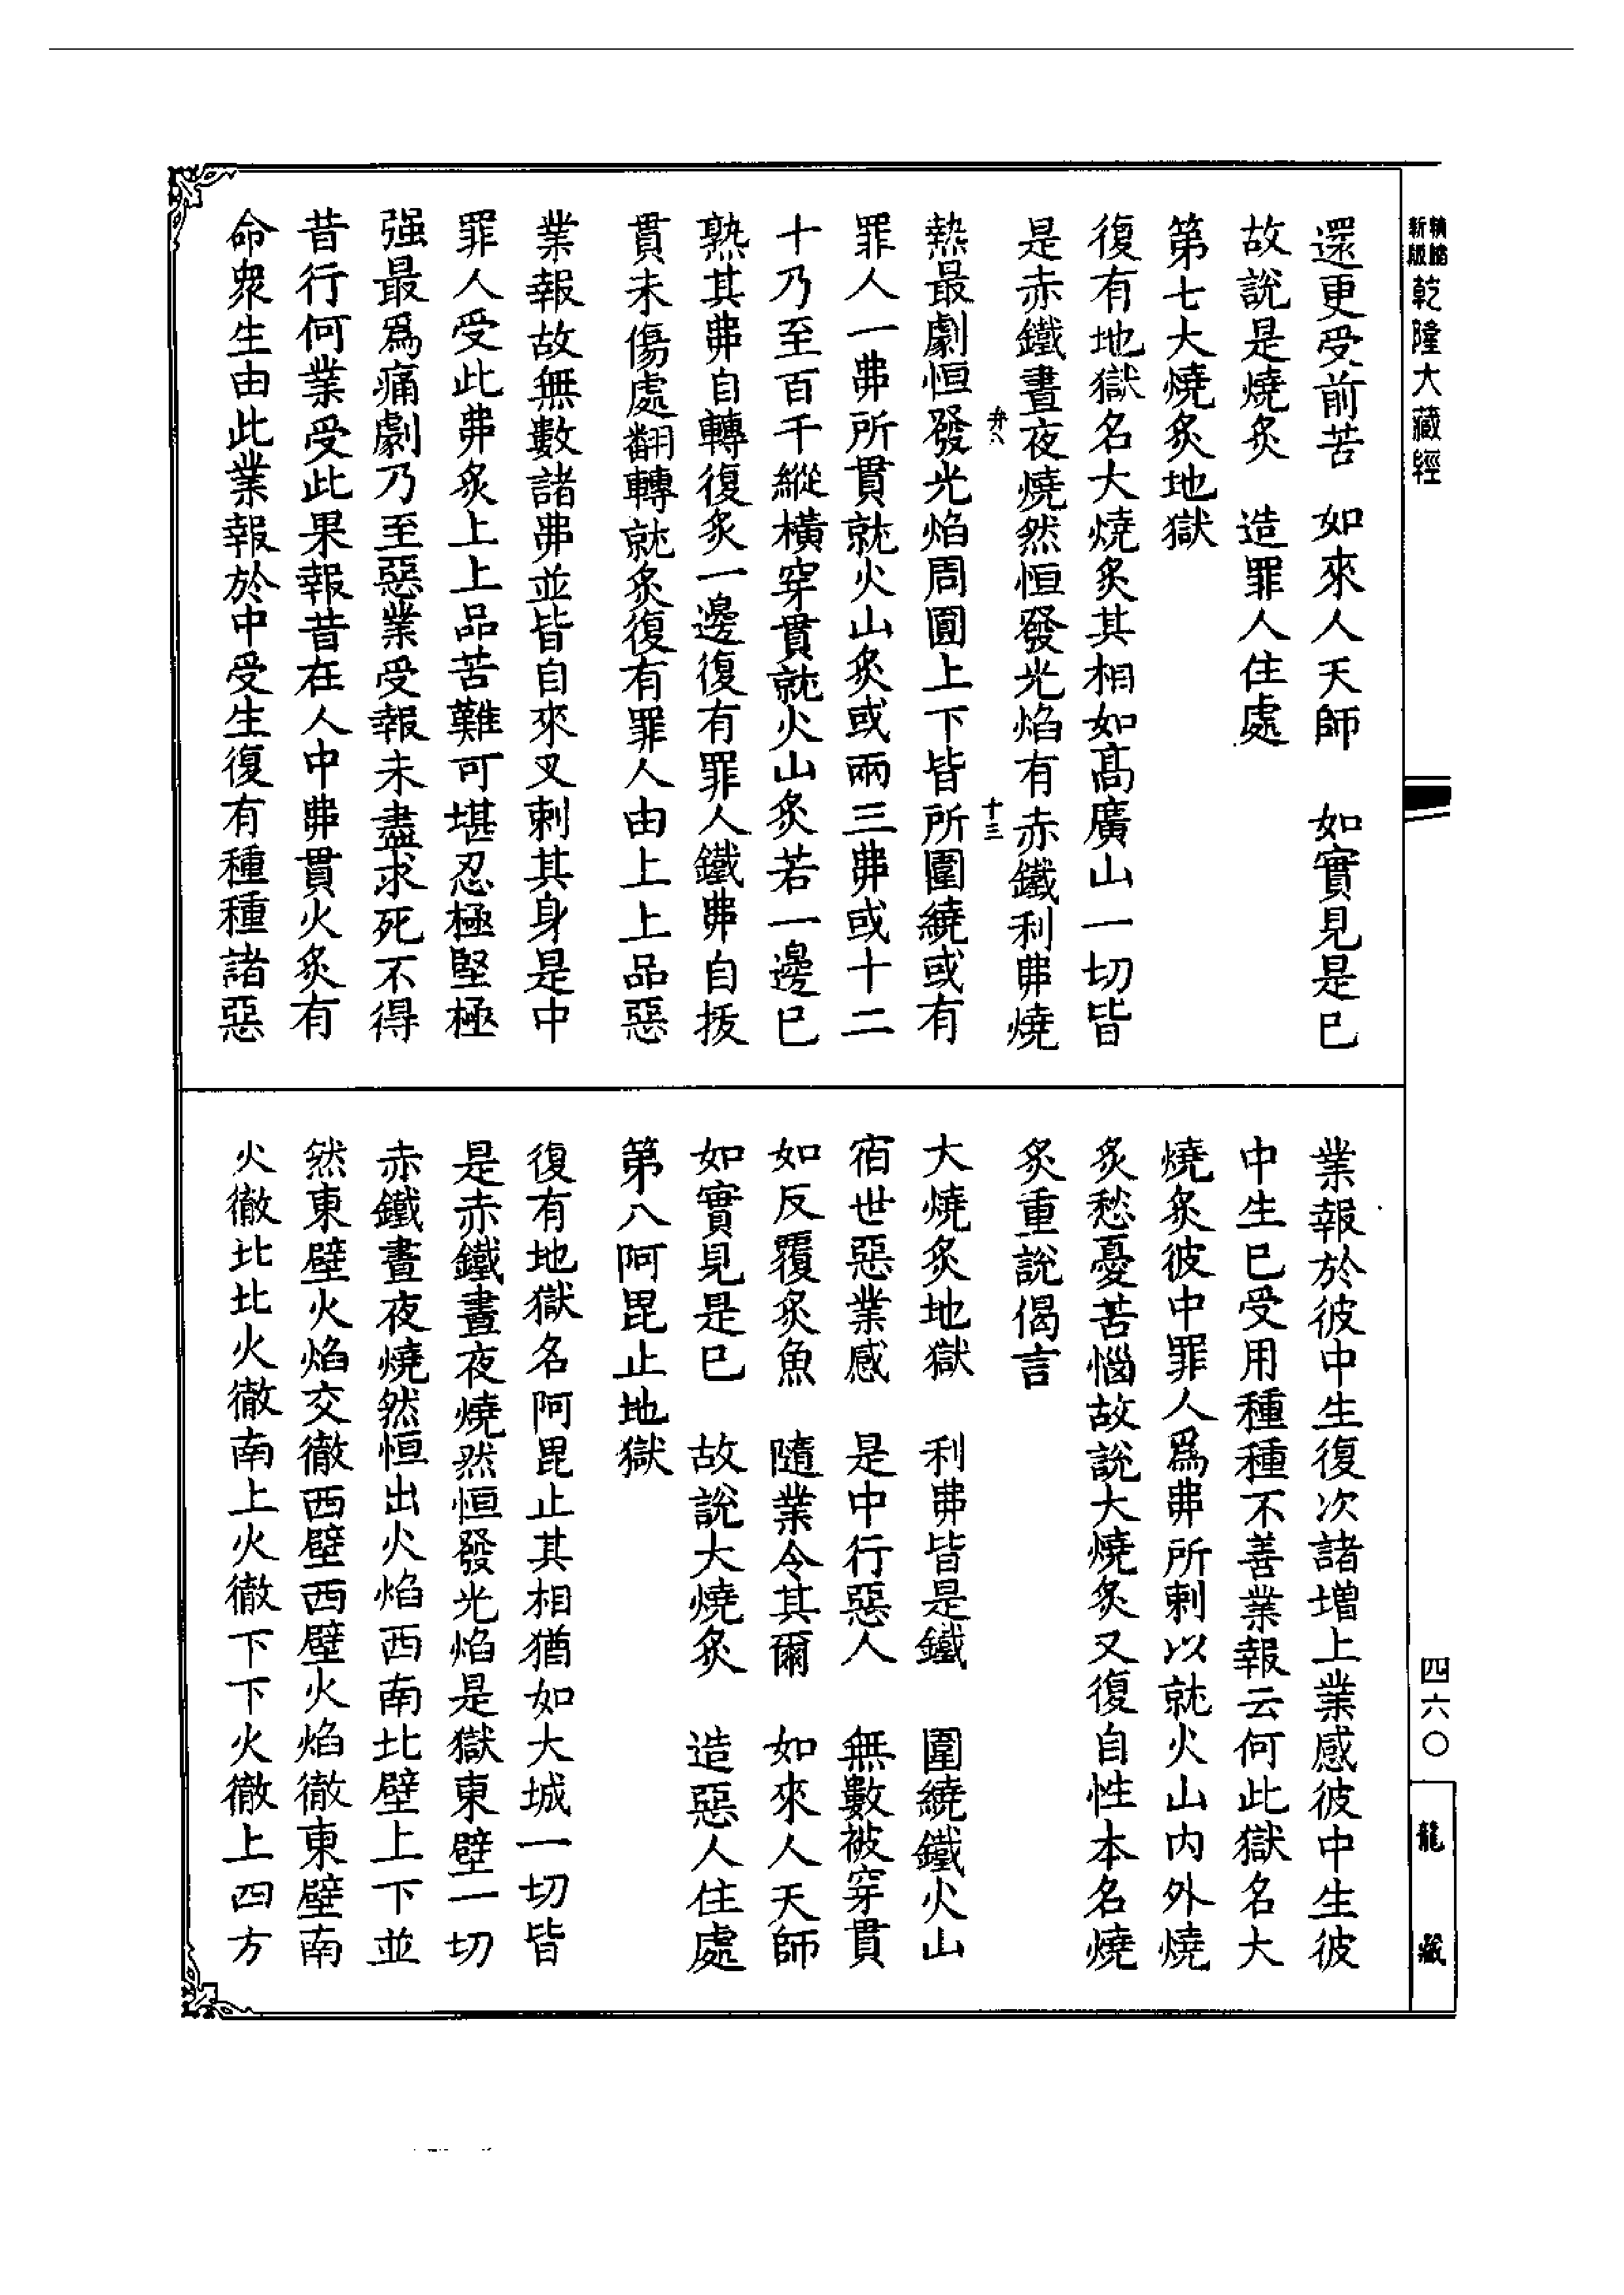 新版
乾隆大藏經
還更受前苦　如來人天師　如實見是已
故說是燒炙　造罪人住處
第七大燒炙地獄
復有地獄名大燒炙其相如高廣山一切皆
是赤鐵晝夜燒然恒發光焰有赤鐵利弗燒
十三
熱最劇恒發光焰周圓上下皆所圍繞或有
罪人一弗所貫就火山炙或兩三弗或十二
十乃至百千縱橫穿貫就火山炙若一邊已
熟其弗自轉復炙一邊復有罪人鐵弗自拔
貫未傷處翻轉就炙復有罪人由上上品惡
業報故無數諸弗並皆自來叉刺其身是中
罪人受此弗炙上上品苦難可堪忍極堅極
强最爲痛劇乃至惡業受報未盡求死不得
昔行何業受此果報昔在人中弗貫火炙有
命衆生由此業報於中受生復有種種諸惡
業報於彼中生復次諸增上業感彼中生彼
中生已受用種種不善業報云何此獄名大
燒炙彼中罪人爲弗所刺以就火山内外燒
炙愁憂苦惱故說大燒炙又復自性本名燒
炙重說偈言
大燒炙地獄　利弗皆是鐵　圍繞鐵火山
宿世惡業感　是中行惡人　無數被穿貫
如反覆炙魚　隨業令其爾　如來人天師
如實見是已　故說大燒炙　造惡人住處
第八阿毘止地獄
復有地獄名阿毘止其相猶如大城一切皆
是赤鐵晝夜燒然恒發光焰是獄東壁一切
赤鐵晝夜燒然恒出火焰西南北壁上下並
然東壁火焰交徹西壁西壁火焰徹東壁南
火徹北北火徹南上火徹下下火徹上四方
四六〇
龍藏